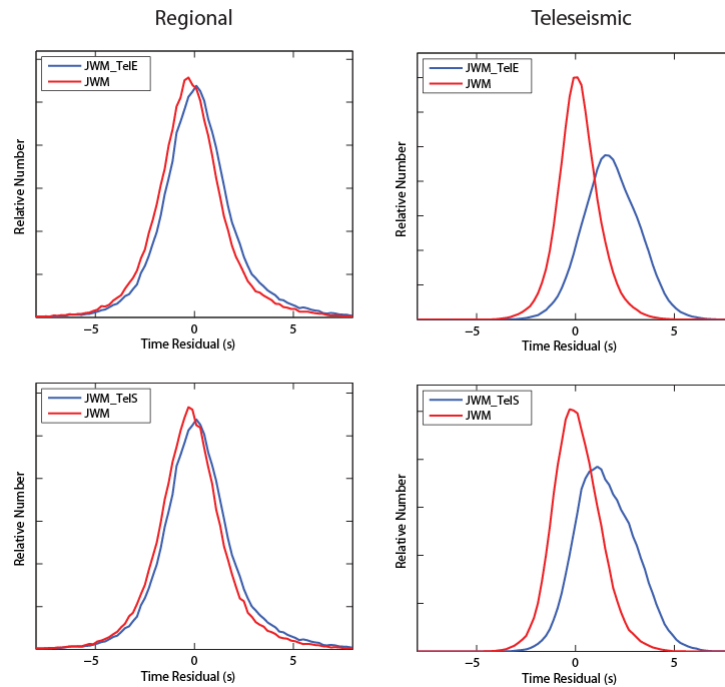 Regional
Teleseismic
JWM_TelE
JWM
Relative Number
−5
0
5
Time Residual (s)
JWM_TelE
JWM
Relative Number
−5
0
5
Time Residual (s)
JWM_TelS
JWM
Relative Number
−5
0
5
Time Residual (s)
JWM_TelS
JWM
Relative Number
−5
0
5
Time Residual (s)